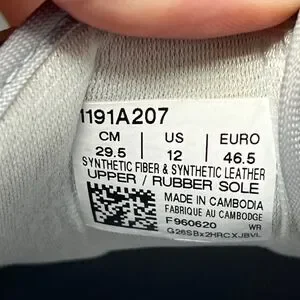 1191A207
CM US EURO
29.5 12 46.5
SYNTHETIC FIBER & SYNTHETIC LEATHER
UPPER / RUBBER SOLE
MADE IN CAMBODIA
FABRIQUE AU CAMBODGE
F960620 WR
G26SBx2HRCXJBVL